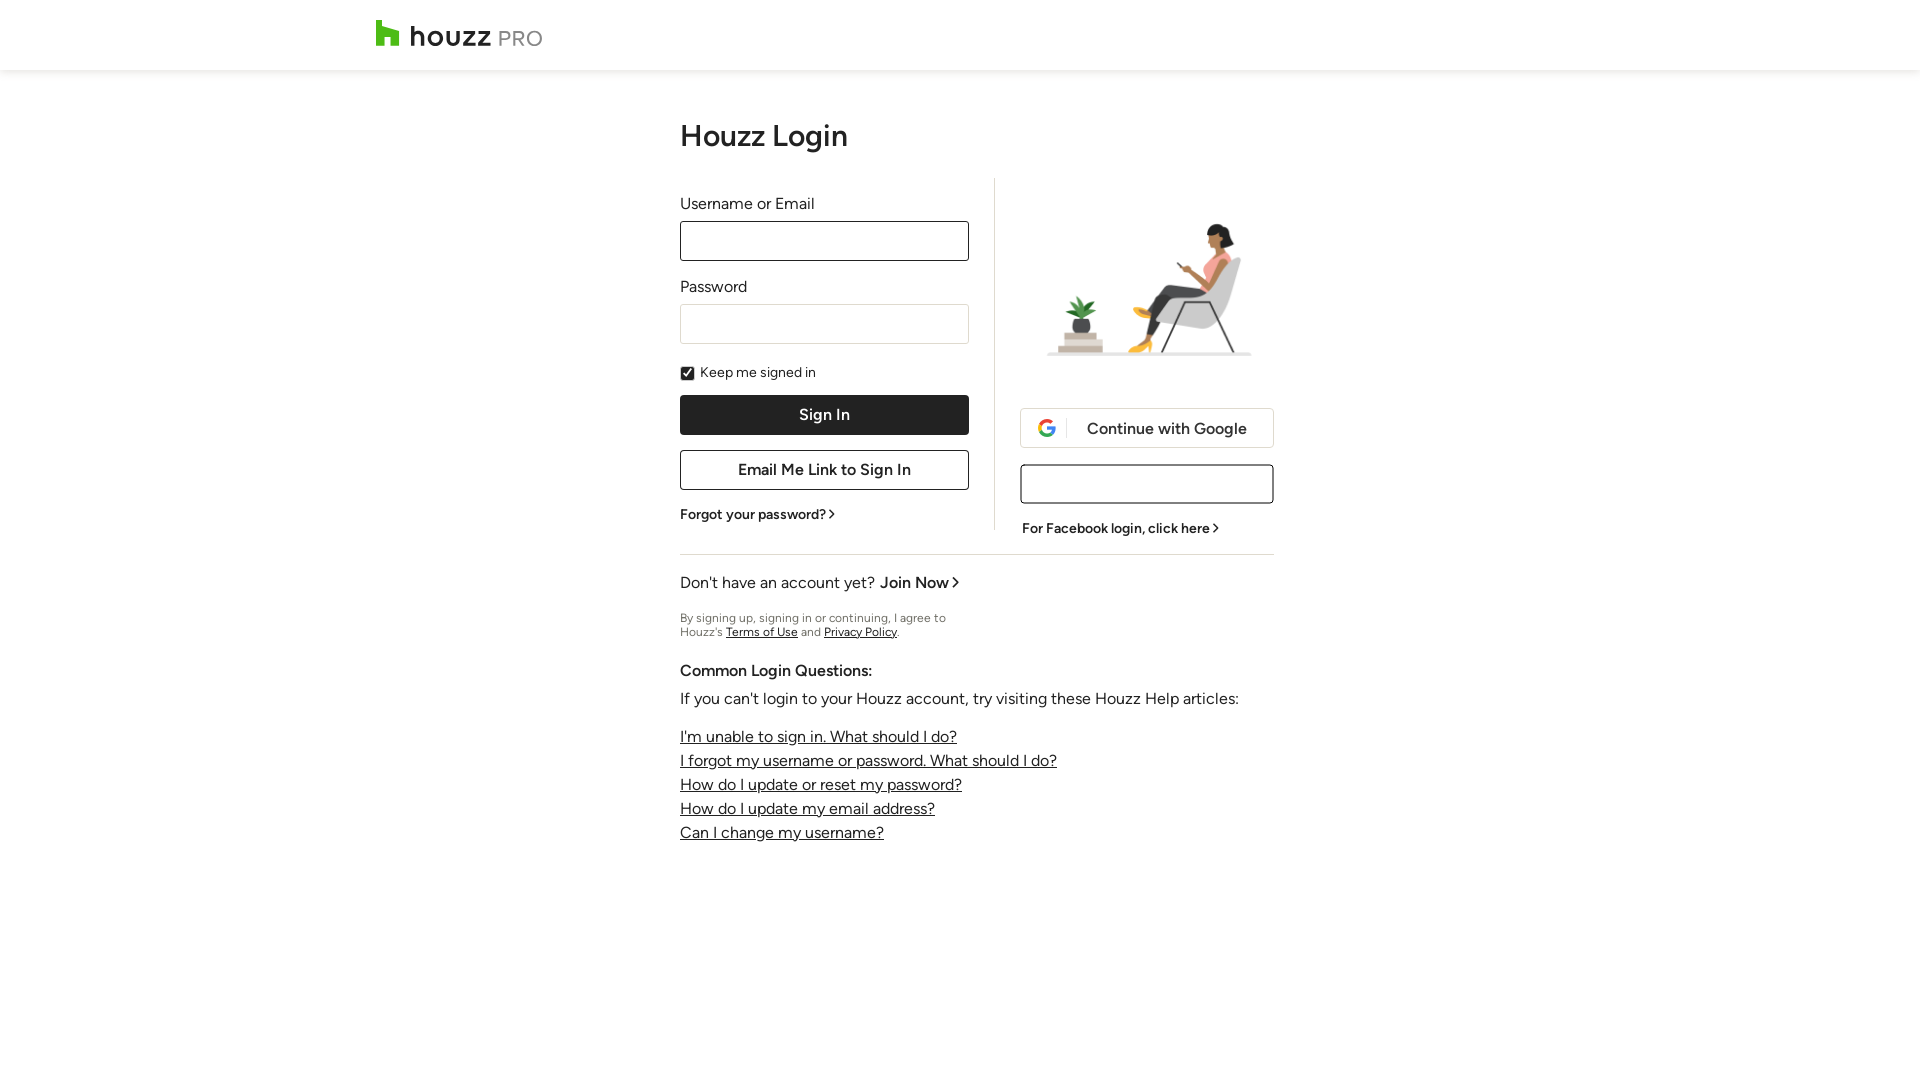 houzz PRO
Houzz Login
Username or Email
Password
Keep me signed in
Sign In
Email Me Link to Sign In
Forgot your password?
Continue with Google
For Facebook login, click here
Don't have an account yet? Join Now
By signing up, signing in or continuing, I agree to
Houzz's Terms of Use and Privacy Policy.
Common Login Questions:
If you can't login to your Houzz account, try visiting these Houzz Help articles:
I'm unable to sign in. What should I do?
I forgot my username or password. What should I do?
How do I update or reset my password?
How do I update my email address?
Can I change my username?